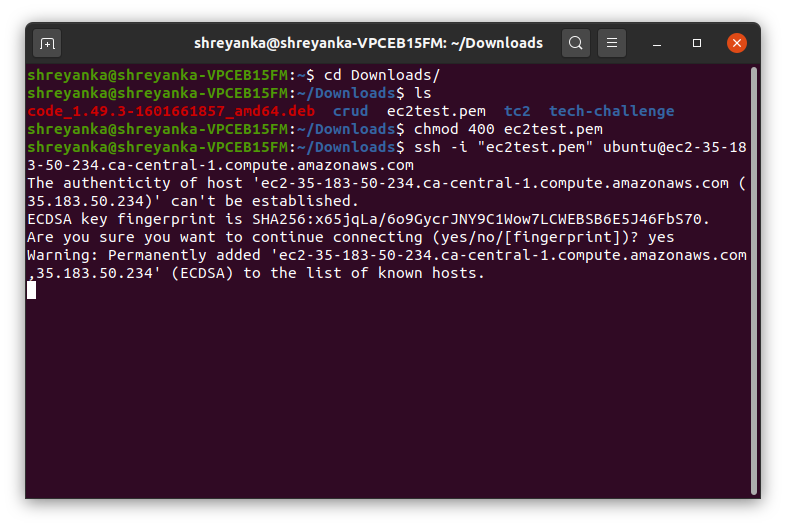 shreyanka@shreyanka-VPCEB15FM: ~/Downloads
shreyanka@shreyanka-VPCEB15FM:~$ cd Downloads/
shreyanka@shreyanka-VPCEB15FM:~/Downloads$ ls
code_1.49.3-1601661857_amd64.deb  crud  ec2test.pem  tc2  tech-challenge
shreyanka@shreyanka-VPCEB15FM:~/Downloads$ chmod 400 ec2test.pem
shreyanka@shreyanka-VPCEB15FM:~/Downloads$ ssh -i "ec2test.pem" ubuntu@ec2-35-18
3-50-234.ca-central-1.compute.amazonaws.com
The authenticity of host 'ec2-35-183-50-234.ca-central-1.compute.amazonaws.com (
35.183.50.234)' can't be established.
ECDSA key fingerprint is SHA256:x65jqLa/6o9GycrJNY9C1Wow7LCWEBSB6E5J46FbS70.
Are you sure you want to continue connecting (yes/no/[fingerprint])? yes
Warning: Permanently added 'ec2-35-183-50-234.ca-central-1.compute.amazonaws.com
,35.183.50.234' (ECDSA) to the list of known hosts.